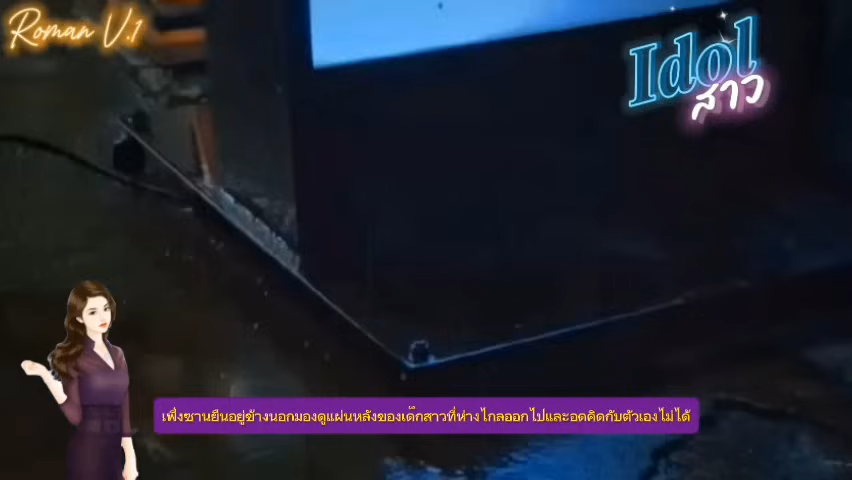 Roman V.1
Idol
สาว
เฟิ่งซานยืนอยู่ข้างนอกมองดูแผ่นหลังของเด็กสาวที่ห่างไกลออกไปและอดคิดกับตัวเองไม่ได้